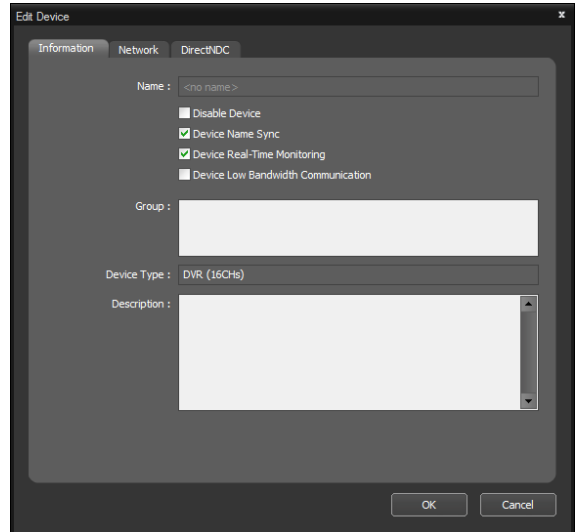 Edit Device
x
Information Network DirectNDC
Name : <no name>
Disable Device
Device Name Sync
Device Real-Time Monitoring
Device Low Bandwidth Communication
Group :
Device Type : DVR (16CHs)
Description :
OK Cancel